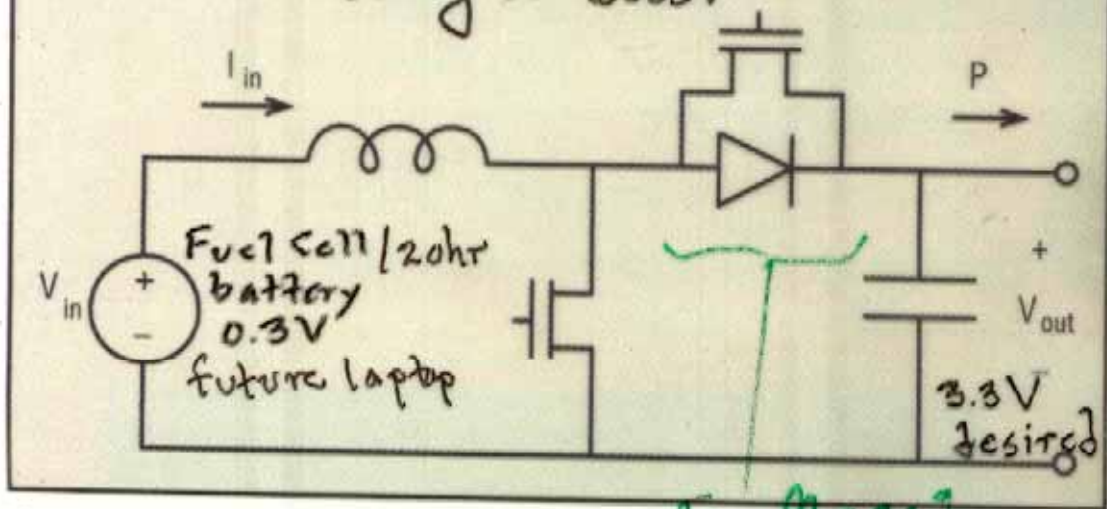 I in
P
Fuel Cell/20hr
battery
0.3V
future laptop
V in
+
-
+
V out
-
3.3V
desired